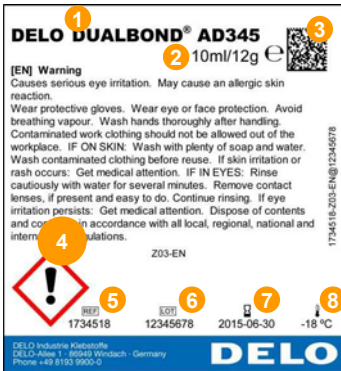 1
DELO DUALBOND® AD345
3
2 10ml/12g ℮
[EN] Warning
Causes serious eye irritation. May cause an allergic skin
reaction.
Wear protective gloves. Wear eye or face protection. Avoid
breathing vapour. Wash hands thoroughly after handling.
Contaminated work clothing should not be allowed out of the
workplace. IF ON SKIN: Wash with plenty of soap and water.
Wash contaminated clothing before reuse. If skin irritation or
rash occurs: Get medical attention. IF IN EYES: Rinse
cautiously with water for several minutes. Remove contact
lenses, if present and easy to do. Continue rinsing. If eye
irritation persists: Get medical attention. Dispose of contents
and in accordance with all local, regional, national and
1734518-Z03-EN@12345678
4
Z03-EN
5 6 7 8
REF LOT
1734518 12345678 2015-06-30 -18 ºC
DELO Industrie Klebstoffe
DELO-Allee 1 · 86949 Windach · Germany
Phone +49 8193 9900-0
DELO